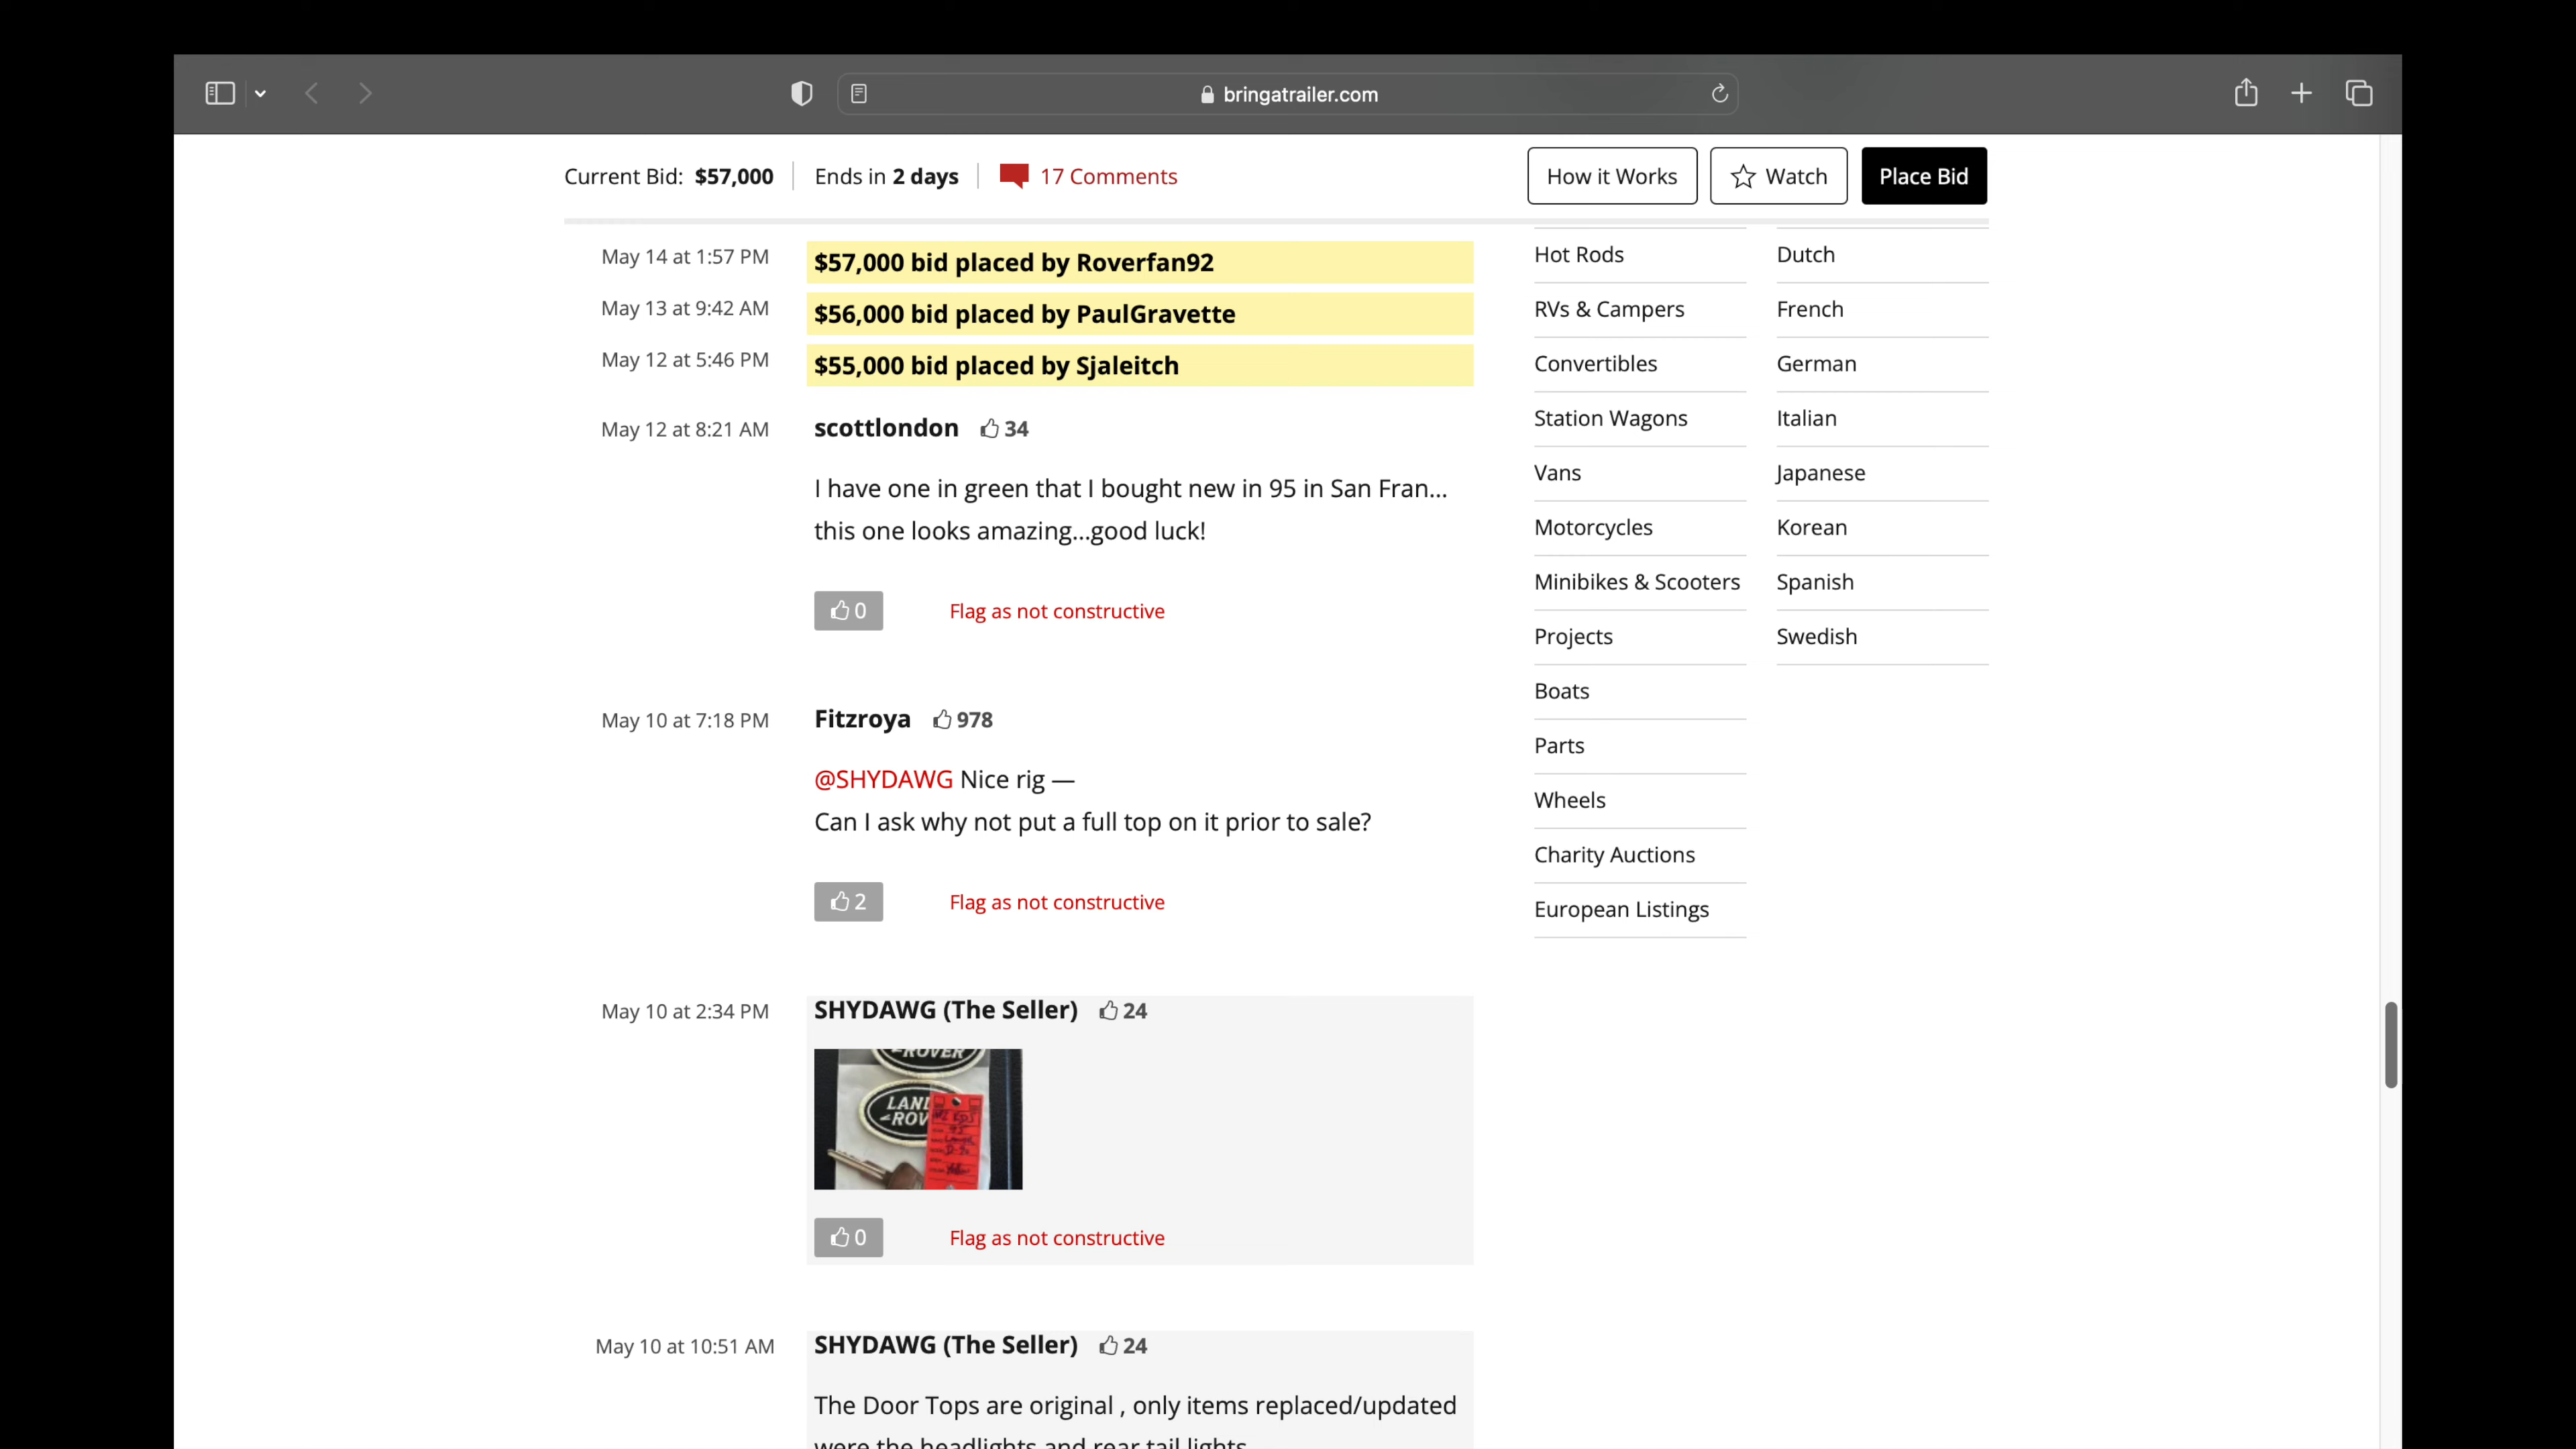 bringatrailer.com
Current Bid: $57,000
Ends in 2 days
17 Comments
How it Works
Watch
Place Bid
May 14 at 1:57 PM
$57,000 bid placed by Roverfan92
May 13 at 9:42 AM
$56,000 bid placed by PaulGravette
May 12 at 5:46 PM
$55,000 bid placed by Sjaleitch
May 12 at 8:21 AM
scottlondon 34
I have one in green that I bought new in 95 in San Fran...
this one looks amazing...good luck!
0
Flag as not constructive
May 10 at 7:18 PM
Fitzroya 978
@SHYDAWG Nice rig —
Can I ask why not put a full top on it prior to sale?
2
Flag as not constructive
May 10 at 2:34 PM
SHYDAWG (The Seller) 24
ROVER
LAND
ROV
0
Flag as not constructive
May 10 at 10:51 AM
SHYDAWG (The Seller) 24
The Door Tops are original , only items replaced/updated
were the headlights and rear tail lights
Hot Rods
RVs & Campers
Convertibles
Station Wagons
Vans
Motorcycles
Minibikes & Scooters
Projects
Boats
Parts
Wheels
Charity Auctions
European Listings
Dutch
French
German
Italian
Japanese
Korean
Spanish
Swedish